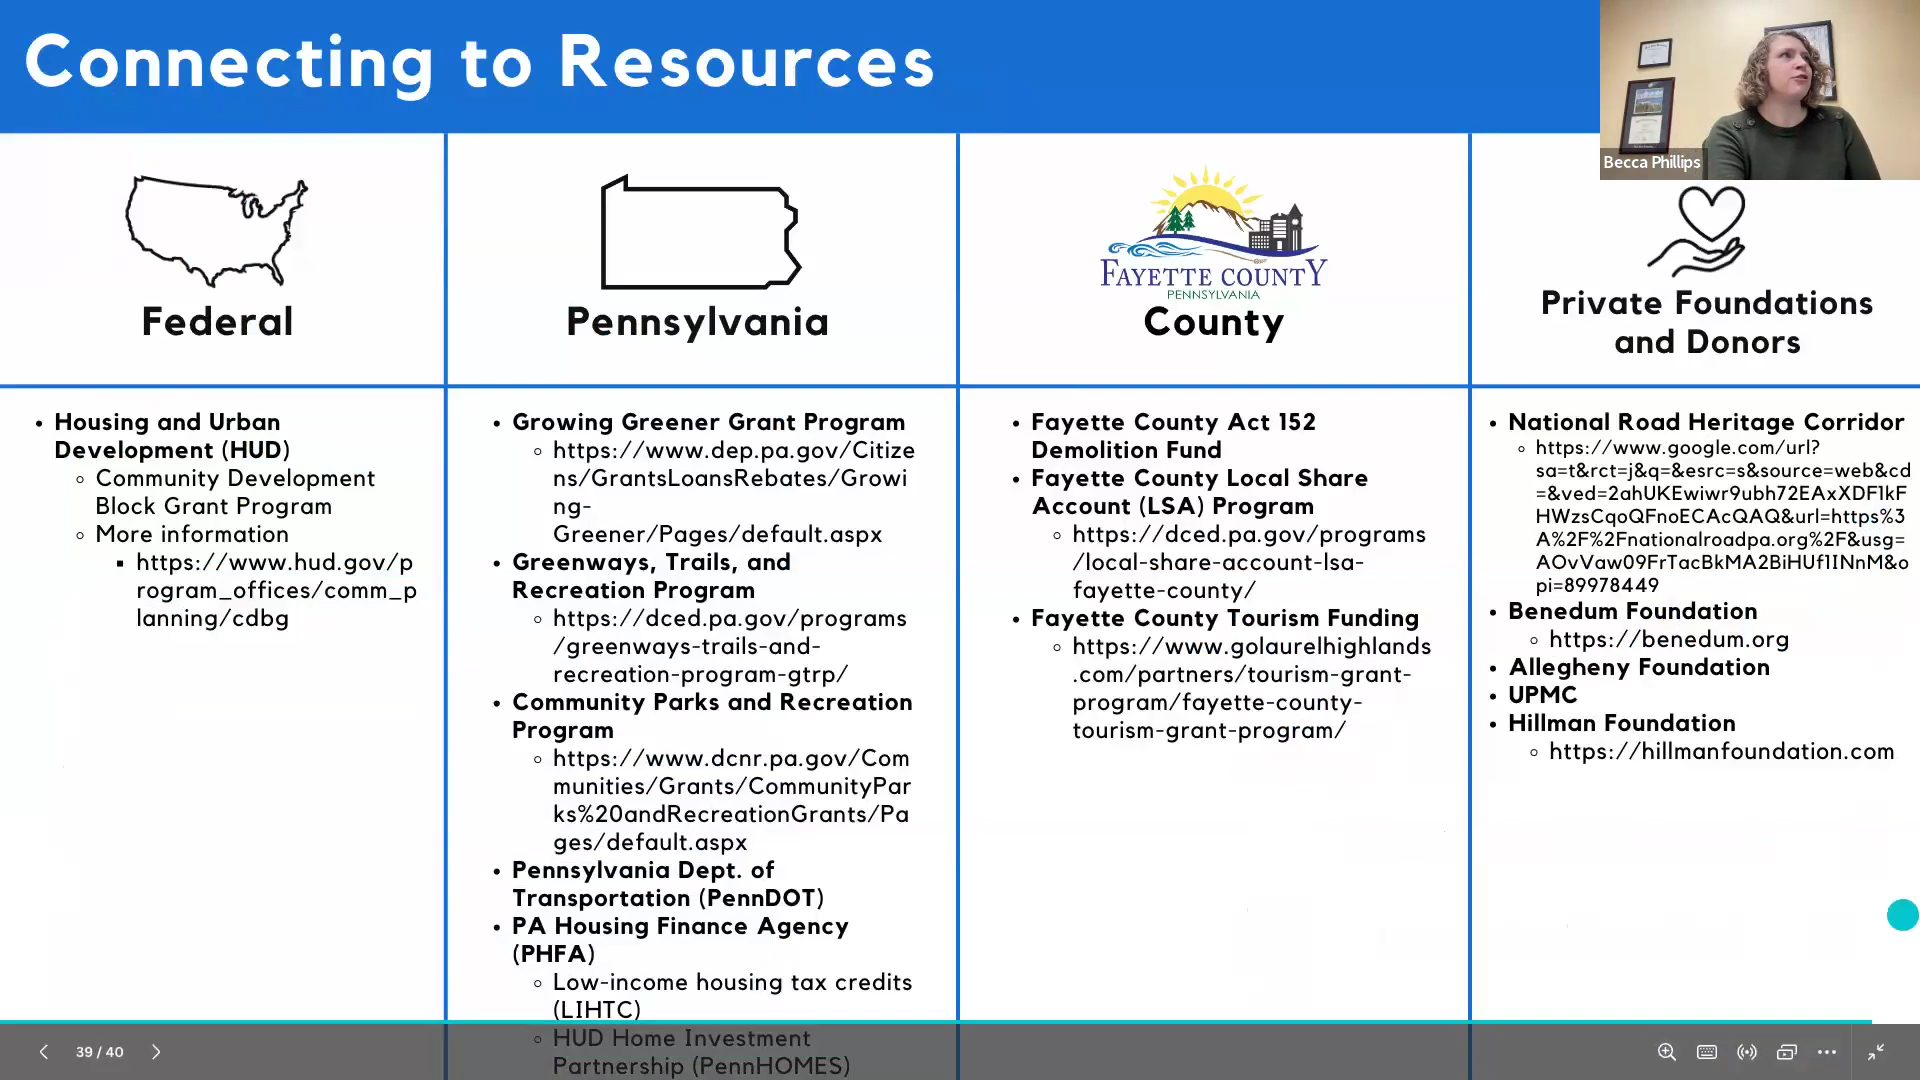 Connecting to Resources
Becca Phillips
Federal
Housing and Urban
Development (HUD)
Community Development
Block Grant Program
More information
https://www.hud.gov/p
rogram_offices/comm_p
lanning/cdbg
Pennsylvania
Growing Greener Grant Program
https://www.dep.pa.gov/Citize
ns/GrantsLoansRebates/Growi
ng-
Greener/Pages/default.aspx
Greenways, Trails, and
Recreation Program
https://dced.pa.gov/programs
/greenways-trails-and-
recreation-program-gtrp/
Community Parks and Recreation
Program
https://www.dcnr.pa.gov/Com
munities/Grants/CommunityPar
ks%20andRecreationGrants/Pa
ges/default.aspx
Pennsylvania Dept. of
Transportation (PennDOT)
PA Housing Finance Agency
(PHFA)
Low-income housing tax credits
(LIHTC)
HUD Home Investment
Partnership (PennHOMES)
FAYETTE COUNTY
PENNSYLVANIA
County
Fayette County Act 152
Demolition Fund
Fayette County Local Share
Account (LSA) Program
https://dced.pa.gov/programs
/local-share-account-lsa-
fayette-county/
Fayette County Tourism Funding
https://www.golaurelhighlands
.com/partners/tourism-grant-
program/fayette-county-
tourism-grant-program/
Private Foundations
and Donors
National Road Heritage Corridor
https://www.google.com/url?
sa=t&rct=j&q=&esrc=s&source=web&cd
=&ved=2ahUKEwiwr9ubh72EAxXDF1kF
HWzsCqoQFnoECAcQAQ&url=https%3
A%2F%2Fnationalroadpa.org%2F&usg=
AOvVaw09FrTacBkMA2BiHUf1INnM&o
pi=89978449
Benedum Foundation
https://benedum.org
Allegheny Foundation
UPMC
Hillman Foundation
https://hillmanfoundation.com
39 / 40